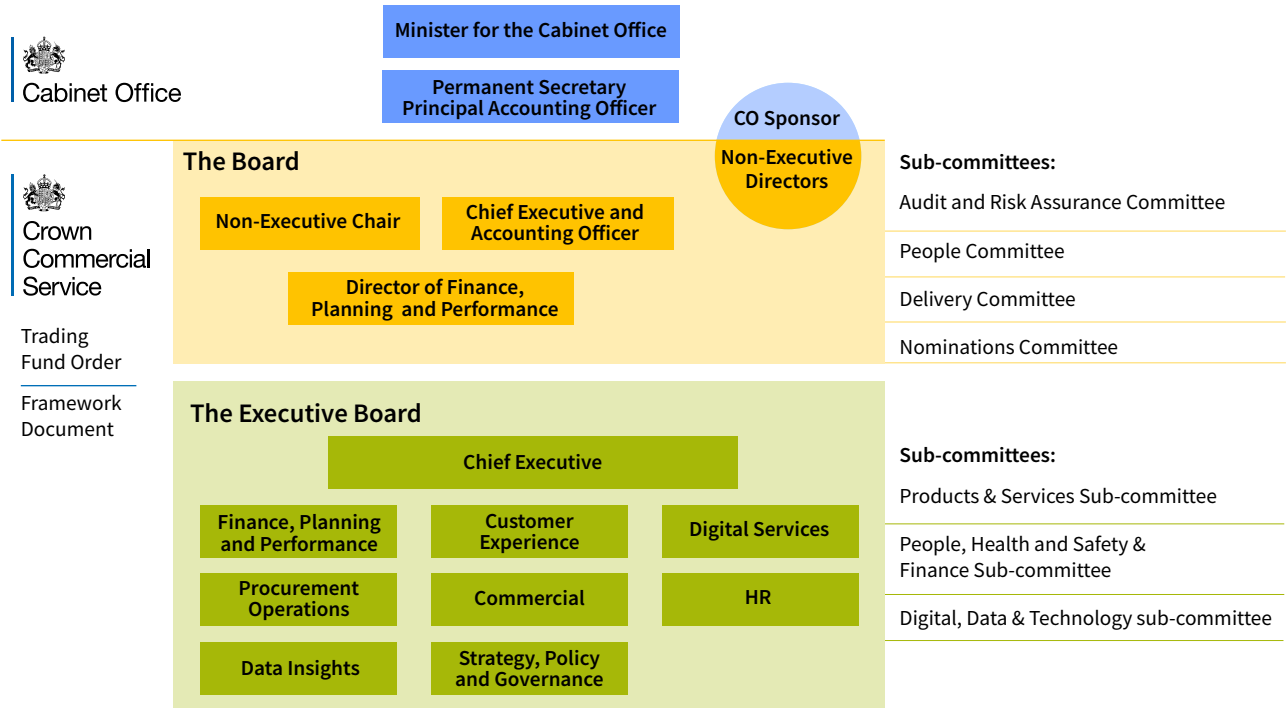 Cabinet Office
Minister for the Cabinet Office
Permanent Secretary
Principal Accounting Officer
CO Sponsor
Non-Executive
Directors
Crown
Commercial
Service
Trading
Fund Order
Framework
Document
The Board
Non-Executive Chair
Chief Executive and
Accounting Officer
Director of Finance,
Planning and Performance
Sub-committees:
Audit and Risk Assurance Committee
People Committee
Delivery Committee
Nominations Committee
The Executive Board
Chief Executive
Finance, Planning
and Performance
Customer
Experience
Digital Services
Procurement
Operations
Commercial
HR
Data Insights
Strategy, Policy
and Governance
Sub-committees:
Products & Services Sub-committee
People, Health and Safety &
Finance Sub-committee
Digital, Data & Technology sub-committee